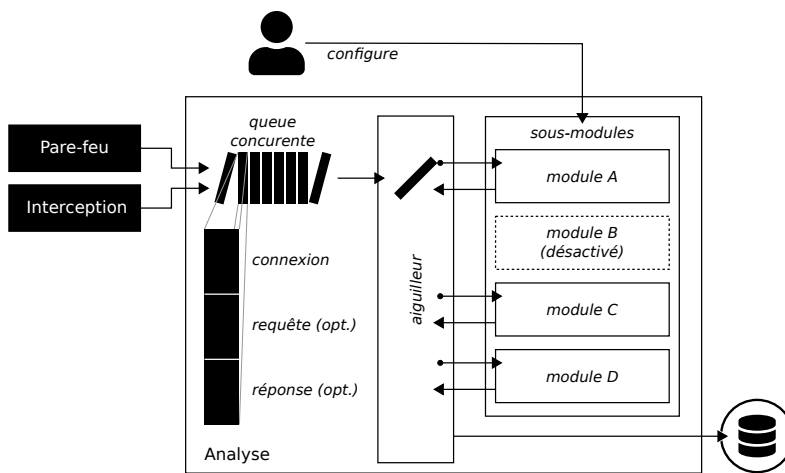 configure
queue
concurente
sous-modules
Pare-feu
Interception
module A
module B
(désactivé)
connexion
aiguilleur
module C
requête (opt.)
module D
réponse (opt.)
Analyse